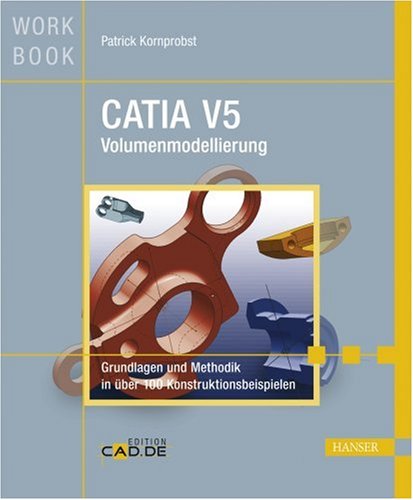 WORK
BOOK
Patrick Kornprobst
CATIA V5
Volumenmodellierung
Grundlagen und Methodik
in über 100 Konstruktionsbeispielen
EDITION
CAD.DE
HANSER